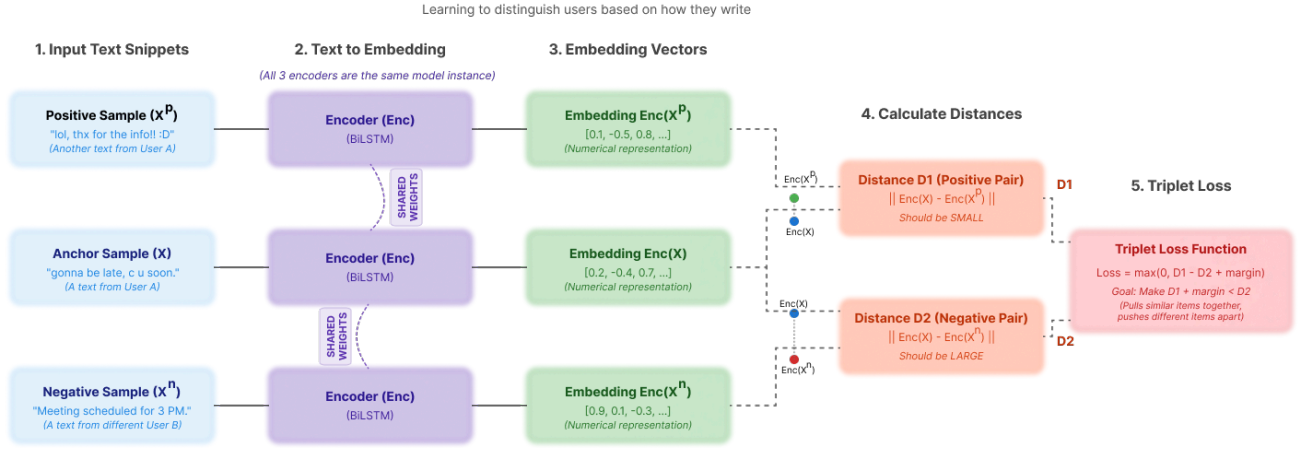 Learning to distinguish users based on how they write
1. Input Text Snippets
2. Text to Embedding
(All 3 encoders are the same model instance)
3. Embedding Vectors
4. Calculate Distances
5. Triplet Loss
Positive Sample (X^p)
"lol, thx for the info!! :D"
(Another text from User A)
Encoder (Enc)
(BiLSTM)
Embedding Enc(X^p)
[0.1, -0.5, 0.8, ...]
(Numerical representation)
SHARED
WEIGHTS
Anchor Sample (X)
"gonna be late, c u soon."
(A text from User A)
Encoder (Enc)
(BiLSTM)
Embedding Enc(X)
[0.2, -0.4, 0.7, ...]
(Numerical representation)
SHARED
WEIGHTS
Negative Sample (X^n)
"Meeting scheduled for 3 PM."
(A text from different User B)
Encoder (Enc)
(BiLSTM)
Embedding Enc(X^n)
[0.9, 0.1, -0.3, ...]
(Numerical representation)
Enc(X^p)
Enc(X)
Distance D1 (Positive Pair)
|| Enc(X) - Enc(X^p) ||
Should be SMALL
D1
Enc(X)
Enc(X^n)
Distance D2 (Negative Pair)
|| Enc(X) - Enc(X^n) ||
Should be LARGE
D2
Triplet Loss Function
Loss = max(0, D1 - D2 + margin)
Goal: Make D1 + margin < D2
(Pulls similar items together,
pushes different items apart)